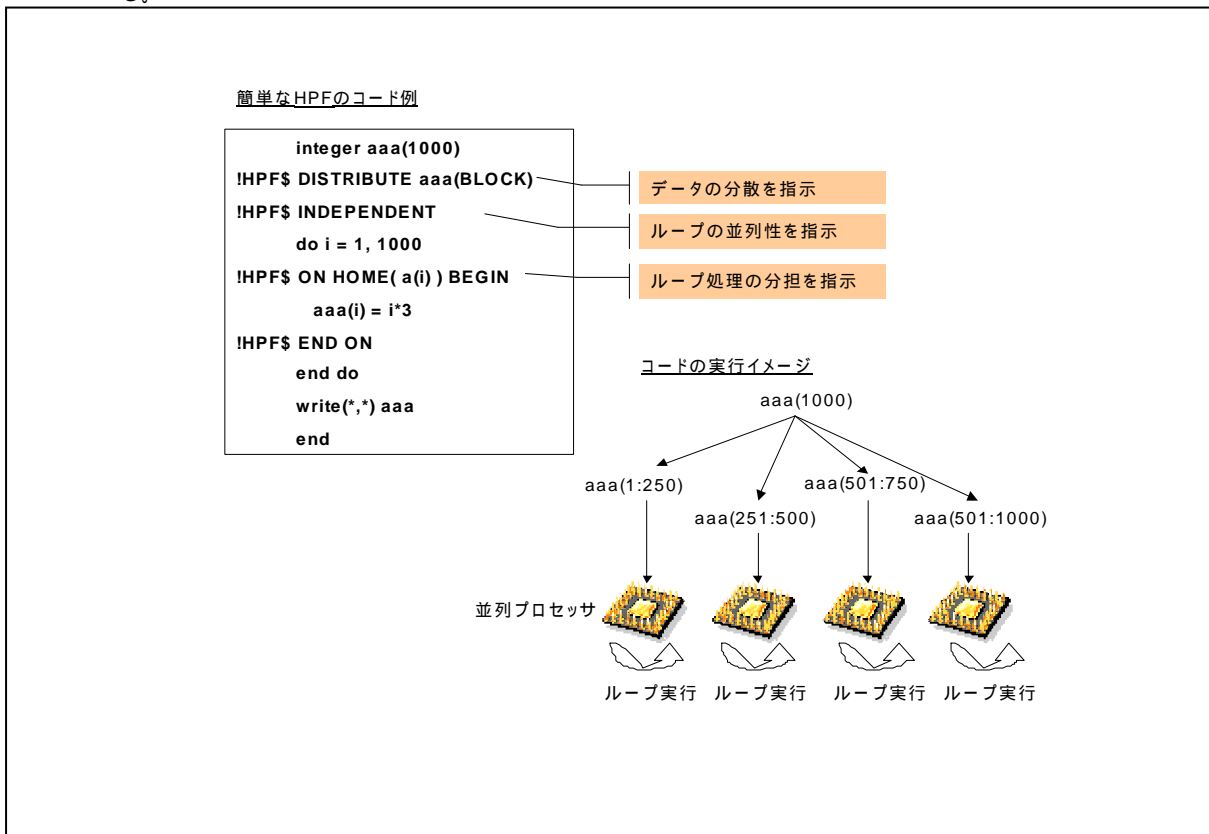 る。
簡単なHPFのコード例
integer aaa(1000)
!HPF$ DISTRIBUTE aaa(BLOCK)
データの分散を指示
!HPF$ INDEPENDENT
ループの並列性を指示
do i = 1, 1000
!HPF$ ON HOME( a(i) ) BEGIN
ループ処理の分担を指示
aaa(i) = i*3
!HPF$ END ON
end do
write(*,*) aaa
end
コードの実行イメージ
aaa(1000)
aaa(1:250)
aaa(501:750)
aaa(251:500)
aaa(501:1000)
並列プロセッサ
ループ実行 ループ実行 ループ実行 ループ実行